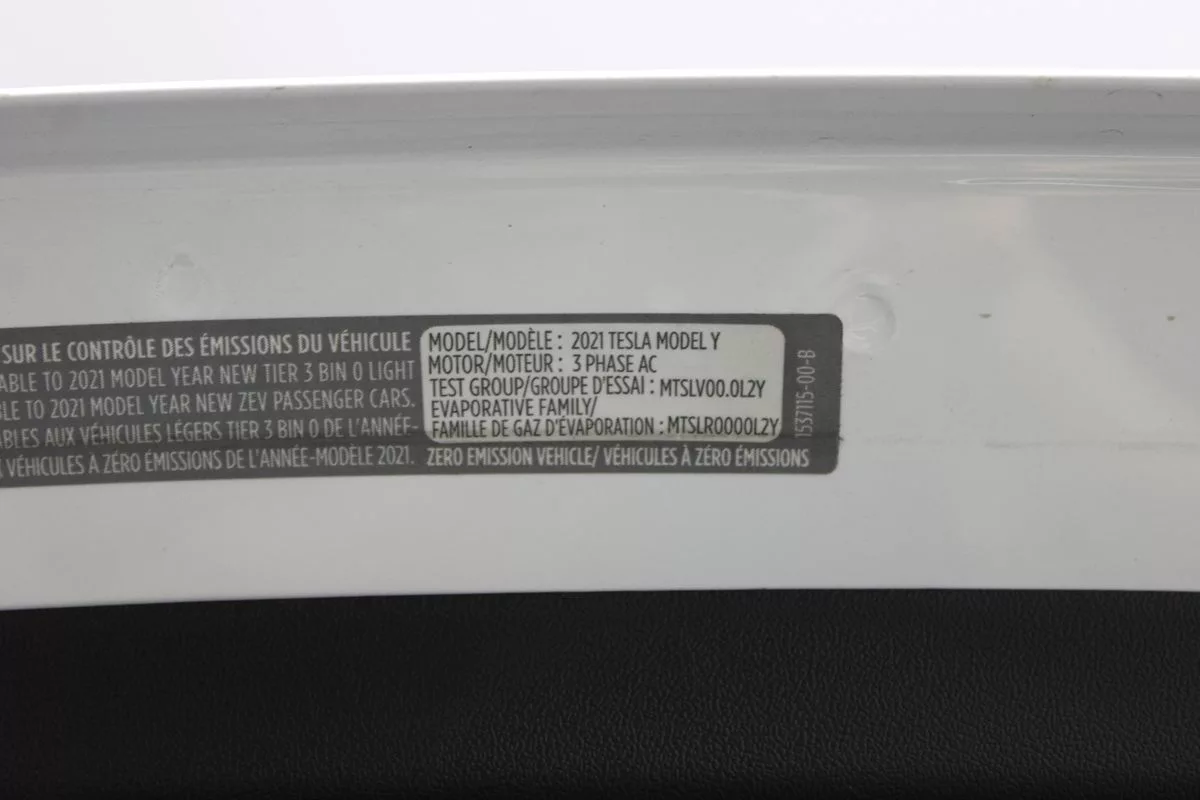 SUR LE CONTRÔLE DES ÉMISSIONS DU VÉHICULE
ABLE TO 2021 MODEL YEAR NEW TIER 3 BIN 0 LIGHT
LE TO 2021 MODEL YEAR NEW ZEV PASSENGER CARS.
BLES AUX VÉHICULES LÉGERS TIER 3 BIN 0 DE L'ANNÉE-
VÉHICULES À ZÉRO ÉMISSIONS DE L'ANNÉE-MODÈLE 2021.
MODEL/MODÈLE : 2021 TESLA MODEL Y
MOTOR/MOTEUR : 3 PHASE AC
TEST GROUP/GROUPE D'ESSAI : MTSLV00.0L2Y
EVAPORATIVE FAMILY/
FAMILLE DE GAZ D'ÉVAPORATION : MTSLR0000L2Y
ZERO EMISSION VEHICLE/ VÉHICULES À ZÉRO ÉMISSIONS
1537115-00-B